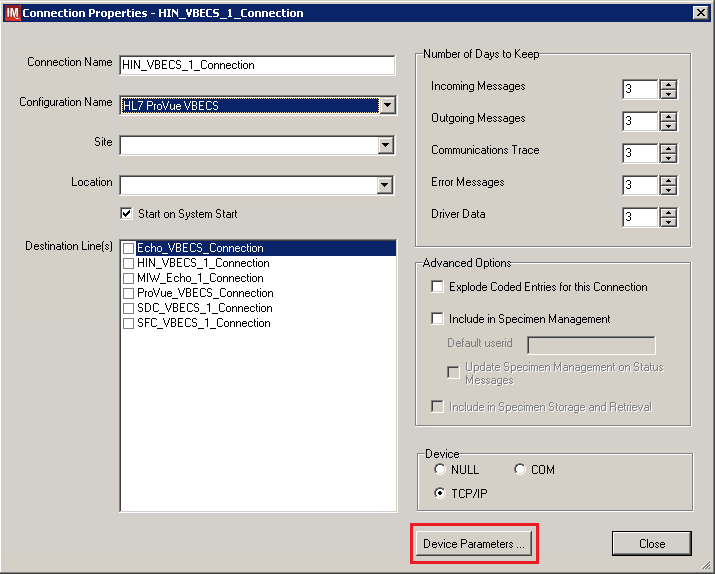 IM Connection Properties - HIN_VBECS_1_Connection
Connection Name HIN_VBECS_1_Connection
Configuration Name HL7 ProVue VBECS
Site
Location
Start on System Start
Destination Line(s)
Echo_VBECS_Connection
HIN_VBECS_1_Connection
MIW_Echo_1_Connection
ProVue_VBECS_Connection
SDC_VBECS_1_Connection
SFC_VBECS_1_Connection
Number of Days to Keep
Incoming Messages 3
Outgoing Messages 3
Communications Trace 3
Error Messages 3
Driver Data 3
Advanced Options
Explode Coded Entries for this Connection
Include in Specimen Management
Default userid
Update Specimen Management on Status
Messages
Include in Specimen Storage and Retrieval
Device
NULL COM
TCP/IP
Device Parameters ... Close